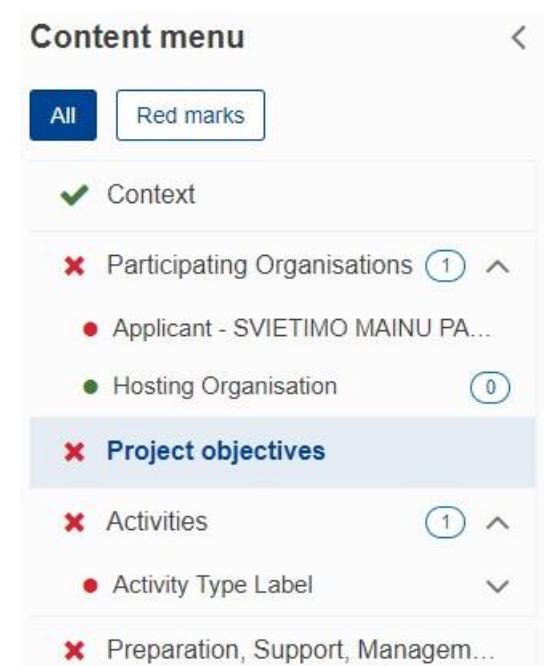 Content menu
All Red marks
Context
Participating Organisations 1
Applicant - SVIETIMO MAINU PA...
Hosting Organisation 0
Project objectives
Activities 1
Activity Type Label
Preparation, Support, Managem...